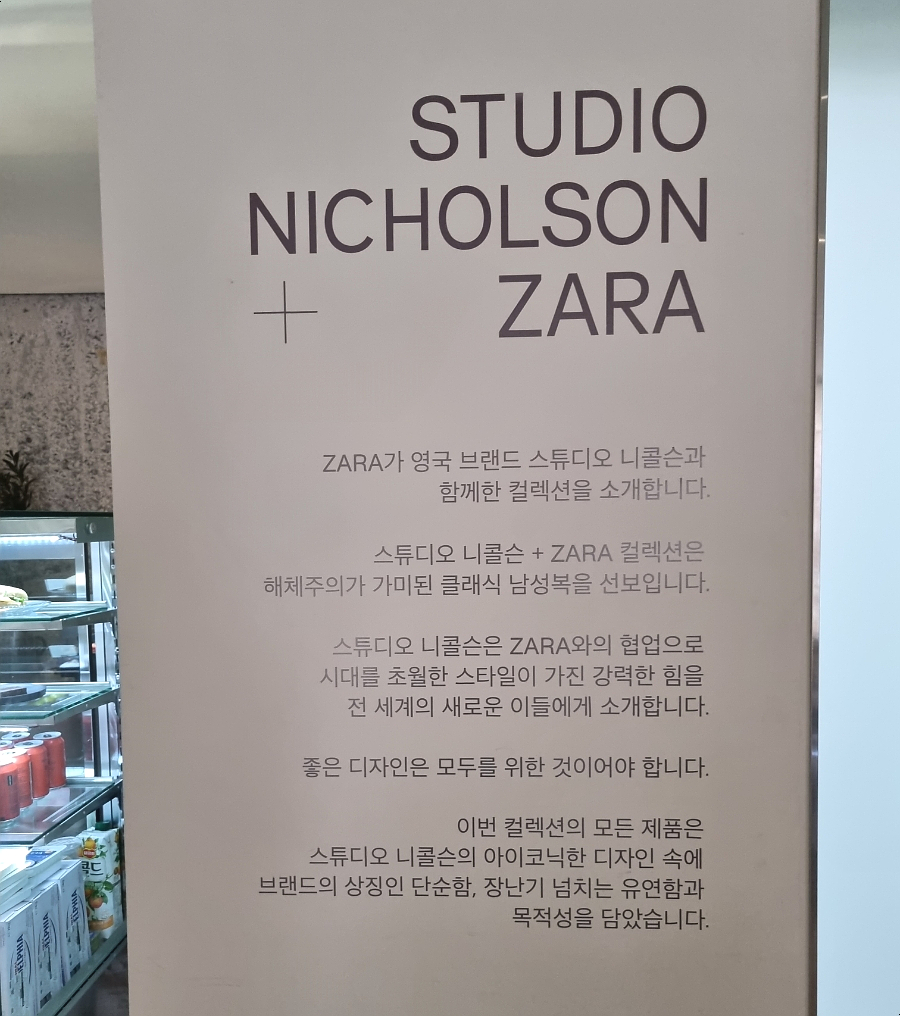 STUDIO
NICHOLSON
+ ZARA
ZARA가 영국 브랜드 스튜디오 니콜슨과
함께한 컬렉션을 소개합니다.
스튜디오 니콜슨 + ZARA 컬렉션은
해체주의가 가미된 클래식 남성복을 선보입니다.
스튜디오 니콜슨은 ZARA와의 협업으로
시대를 초월한 스타일이 가진 강력한 힘을
전 세계의 새로운 이들에게 소개합니다.
좋은 디자인은 모두를 위한 것이어야 합니다.
이번 컬렉션의 모든 제품은
스튜디오 니콜슨의 아이코닉한 디자인 속에
브랜드의 상징인 단순함, 장난기 넘치는 유연함과
목적성을 담았습니다.